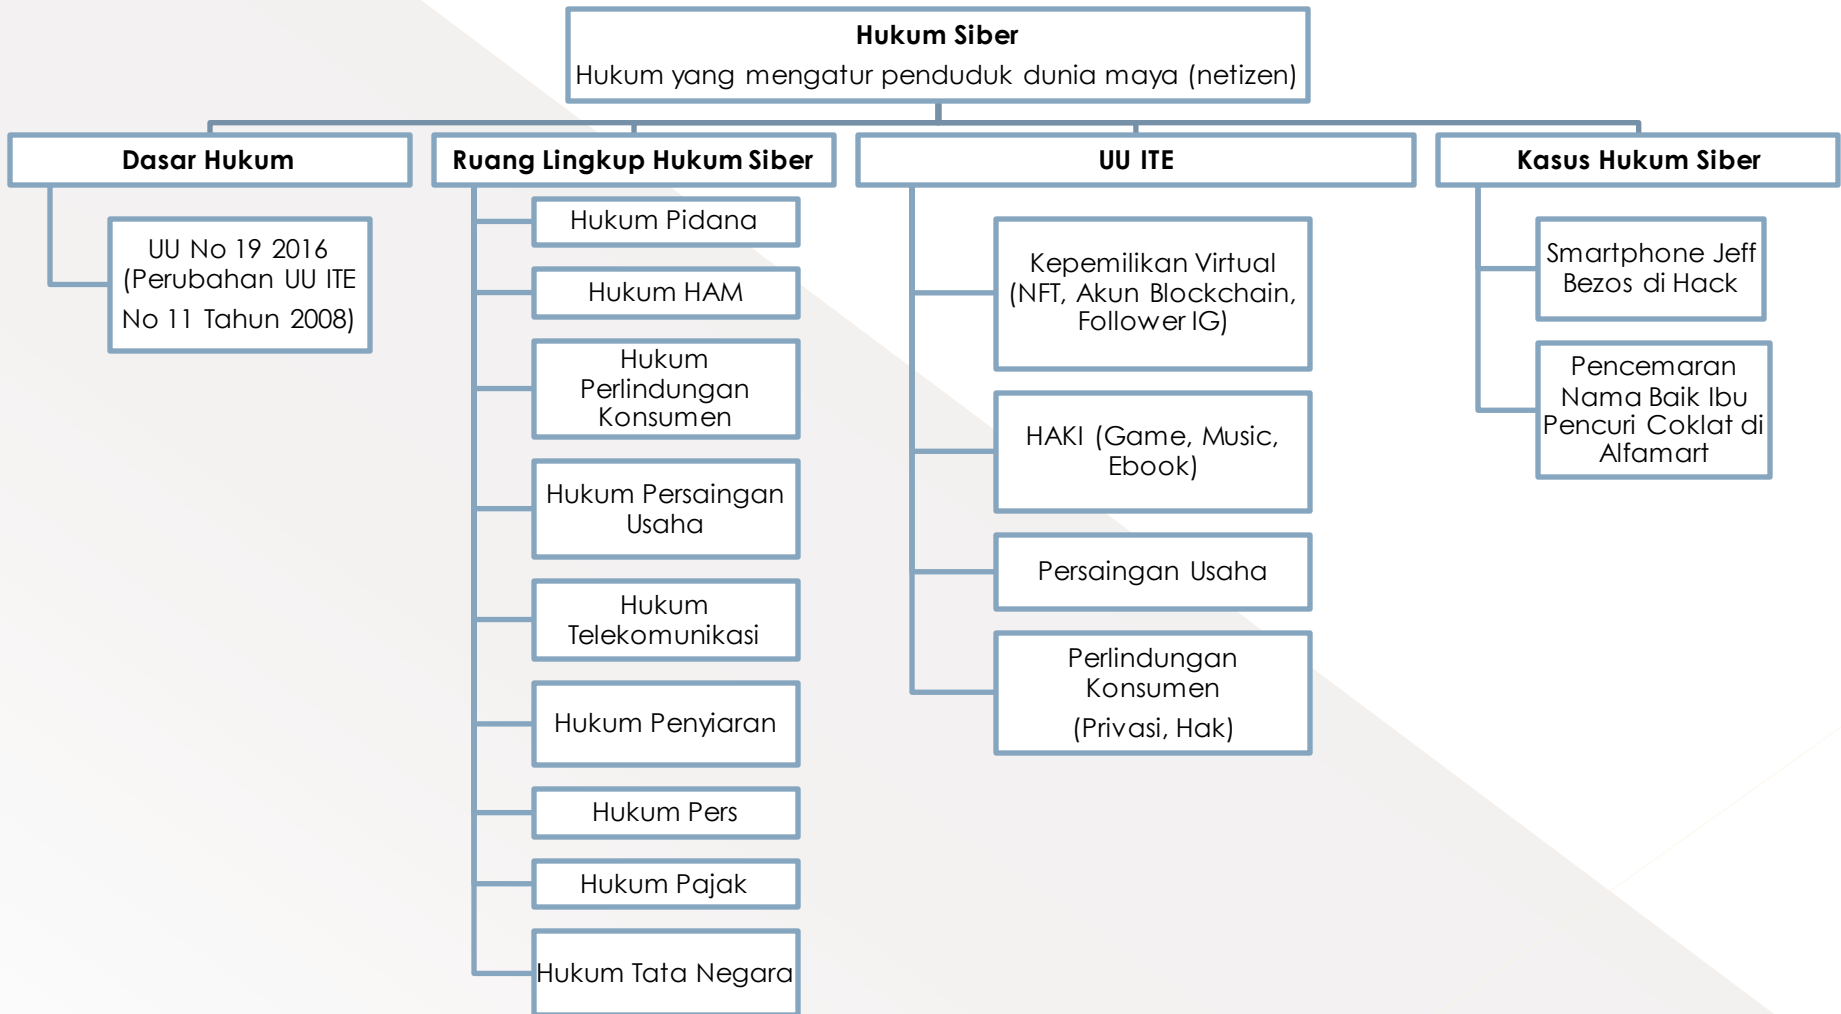 Hukum Siber
Hukum yang mengatur penduduk dunia maya (netizen)
Dasar Hukum
UU No 19 2016
(Perubahan UU ITE
No 11 Tahun 2008)
Ruang Lingkup Hukum Siber
Hukum Pidana
Hukum HAM
Hukum
Perlindungan
Konsumen
Hukum Persaingan
Usaha
Hukum
Telekomunikasi
Hukum Penyiaran
Hukum Pers
Hukum Pajak
Hukum Tata Negara
UU ITE
Kepemilikan Virtual
(NFT, Akun Blockchain,
Follower IG)
HAKI (Game, Music,
Ebook)
Persaingan Usaha
Perlindungan
Konsumen
(Privasi, Hak)
Kasus Hukum Siber
Smartphone Jeff
Bezos di Hack
Pencemaran
Nama Baik Ibu
Pencuri Coklat di
Alfamart